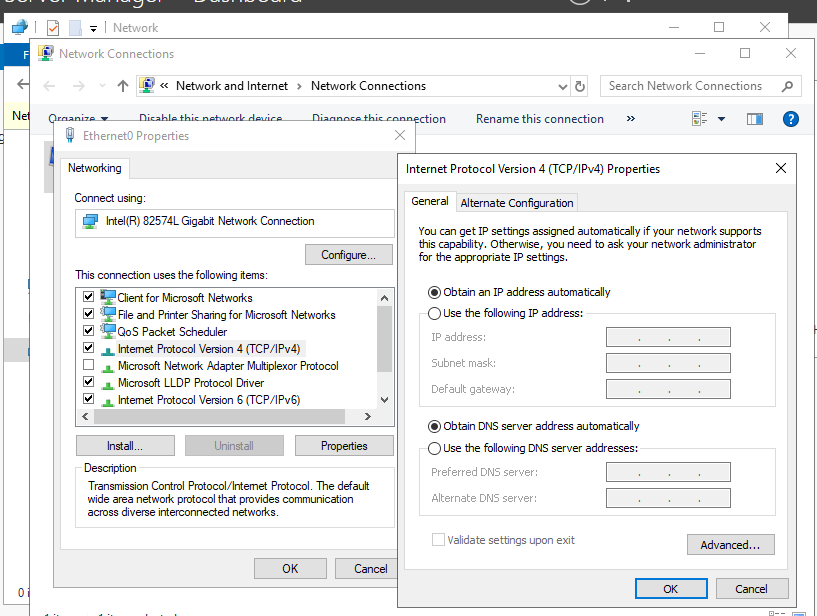 Server Manager Dashboard
Network
F
Network Connections
Network and Internet Network Connections
Search Network Connections
Net
Organize Disable this network device Diagnose this connection Rename this connection »
Ethernet0 Properties
Networking
Connect using:
Intel(R) 82574L Gigabit Network Connection
Configure...
This connection uses the following items:
Client for Microsoft Networks
File and Printer Sharing for Microsoft Networks
QoS Packet Scheduler
Internet Protocol Version 4 (TCP/IPv4)
Microsoft Network Adapter Multiplexor Protocol
Microsoft LLDP Protocol Driver
Internet Protocol Version 6 (TCP/IPv6)
Install... Uninstall Properties
Description
Transmission Control Protocol/Internet Protocol. The default
wide area network protocol that provides communication
across diverse interconnected networks.
OK Cancel
Internet Protocol Version 4 (TCP/IPv4) Properties
General Alternate Configuration
You can get IP settings assigned automatically if your network supports
this capability. Otherwise, you need to ask your network administrator
for the appropriate IP settings.
Obtain an IP address automatically
Use the following IP address:
IP address:
Subnet mask:
Default gateway:
Obtain DNS server address automatically
Use the following DNS server addresses:
Preferred DNS server:
Alternate DNS server:
Validate settings upon exit
Advanced...
OK Cancel
0 i